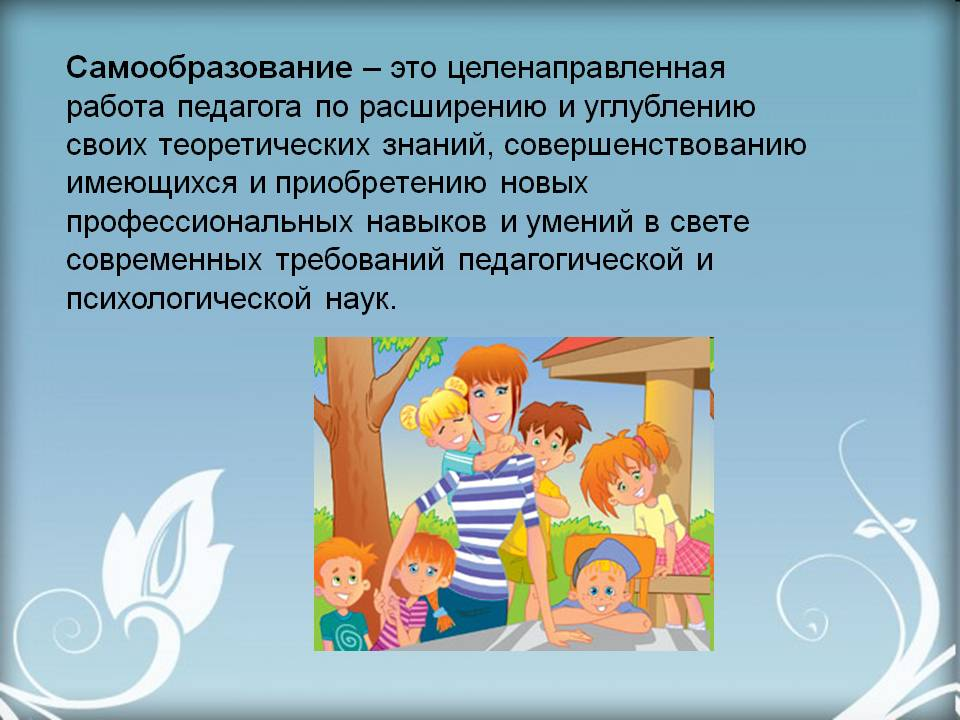 Самообразование – это целенаправленная
работа педагога по расширению и углублению
своих теоретических знаний, совершенствованию
имеющихся и приобретению новых
профессиональных навыков и умений в свете
современных требований педагогической и
психологической наук.